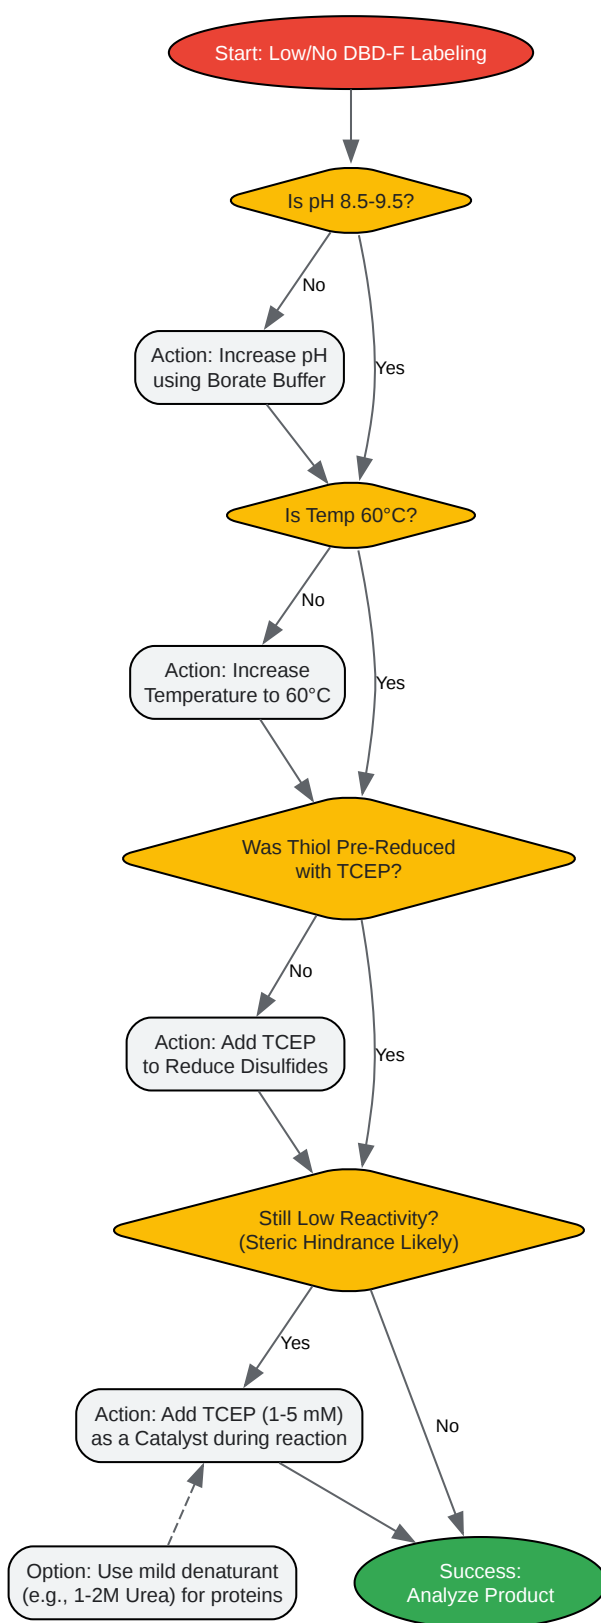 Start: Low/No DBD-F Labeling
Is pH 8.5-9.5?
No
Yes
Action: Increase pH
using Borate Buffer
Is Temp 60°C?
No
Yes
Action: Increase
Temperature to 60°C
Was Thiol Pre-Reduced
with TCEP?
No
Yes
Action: Add TCEP
to Reduce Disulfides
Still Low Reactivity?
(Steric Hindrance Likely)
Yes
No
Action: Add TCEP (1-5 mM)
as a Catalyst during reaction
Option: Use mild denaturant
(e.g., 1-2M Urea) for proteins
Success:
Analyze Product